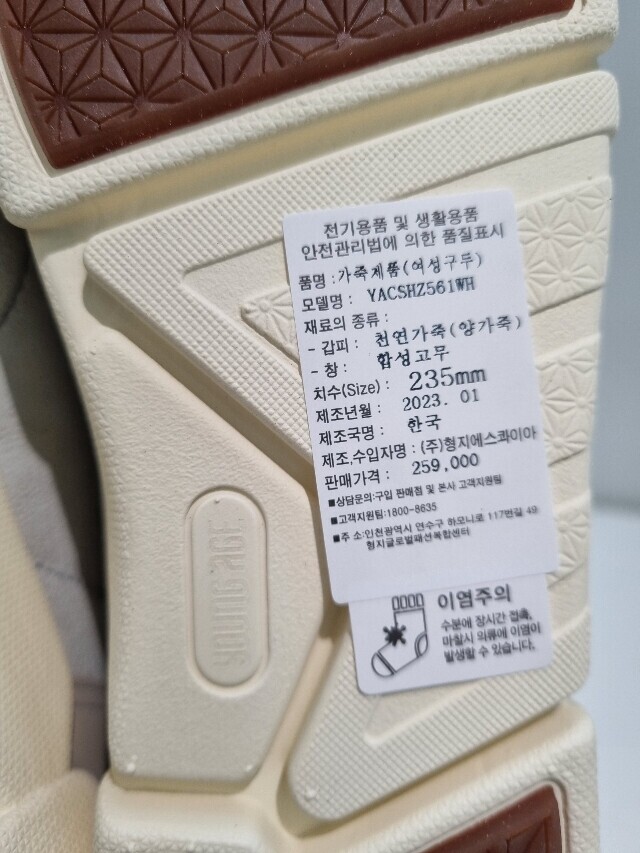 전기용품 및 생활용품
안전관리법에 의한 품질표시
품명 : 가죽제품(여성구두)
모델명 : YACSHZ561WH
재료의 종류 :
- 갑피 : 천연가죽(양가죽)
- 창 : 합성고무
치수(Size) : 235mm
제조년월 : 2023. 01
제조국명 : 한국
제조,수입자명 : (주)형지에스콰이아
판매가격 : 259,000
■상담문의:구입 판매점 및 본사 고객지원팀
■고객지원팀:1800-8635
■주 소:인천광역시 연수구 하모니로 117번길 49
형지글로벌패션복합센터
이염주의
수분에 장시간 접촉,
마찰시 의류에 이염이
발생할 수 있습니다.
YOUNG AGE